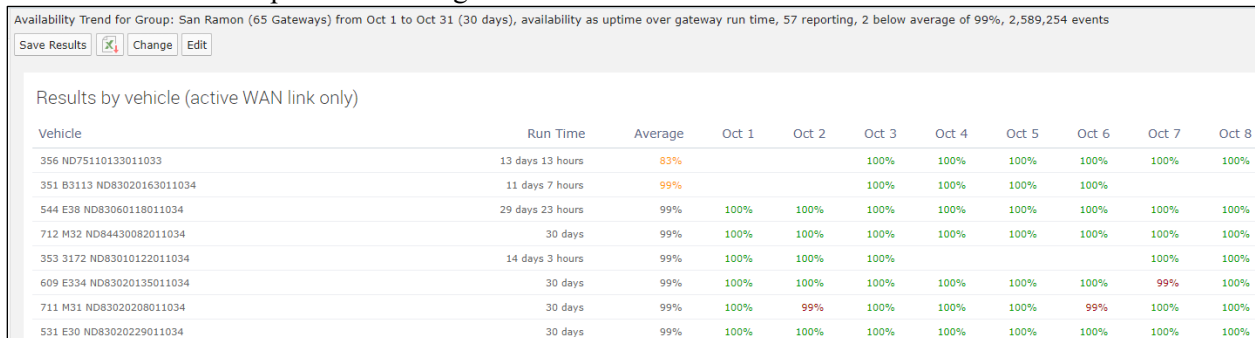 Availability Trend for Group: San Ramon (65 Gateways) from Oct 1 to Oct 31 (30 days), availability as uptime over gateway run time, 57 reporting, 2 below average of 99%, 2,589,254 events
Save Results Change Edit
Results by vehicle (active WAN link only)
Vehicle Run Time Average Oct 1 Oct 2 Oct 3 Oct 4 Oct 5 Oct 6 Oct 7 Oct 8
356 ND75110133011033 13 days 13 hours 83% 100% 100% 100% 100% 100% 100%
351 B3113 ND83020163011034 11 days 7 hours 99% 100% 100% 100% 100%
544 E38 ND83060118011034 29 days 23 hours 99% 100% 100% 100% 100% 100% 100% 100% 100%
712 M32 ND84430082011034 30 days 99% 100% 100% 100% 100% 100% 100% 100% 100%
353 3172 ND83010122011034 14 days 3 hours 99% 100% 100% 100% 100% 100%
609 E334 ND83020135011034 30 days 99% 100% 100% 100% 100% 100% 100% 99% 100%
711 M31 ND83020208011034 30 days 99% 100% 99% 100% 100% 100% 99% 100% 100%
531 E30 ND83020229011034 30 days 99% 100% 100% 100% 100% 100% 100% 100% 100%